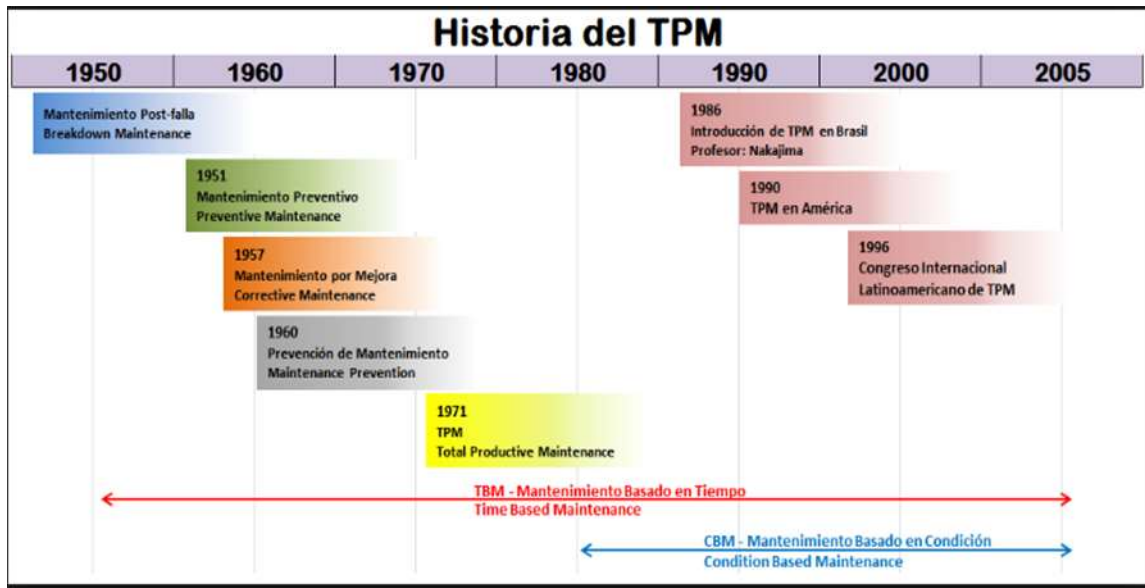 Historia del TPM
1950 1960 1970 1980 1990 2000 2005
Mantenimiento Post-falla
Breakdown Maintenance
1951
Mantenimiento Preventivo
Preventive Maintenance
1957
Mantenimiento por Mejora
Corrective Maintenance
1960
Prevención de Mantenimiento
Maintenance Prevention
1971
TPM
Total Productive Maintenance
1986
Introducción de TPM en Brasil
Profesor: Nakajima
1990
TPM en América
1996
Congreso Internacional
Latinoamericano de TPM
TBM - Mantenimiento Basado en Tiempo
Time Based Maintenance
CBM - Mantenimiento Basado en Condición
Condition Based Maintenance